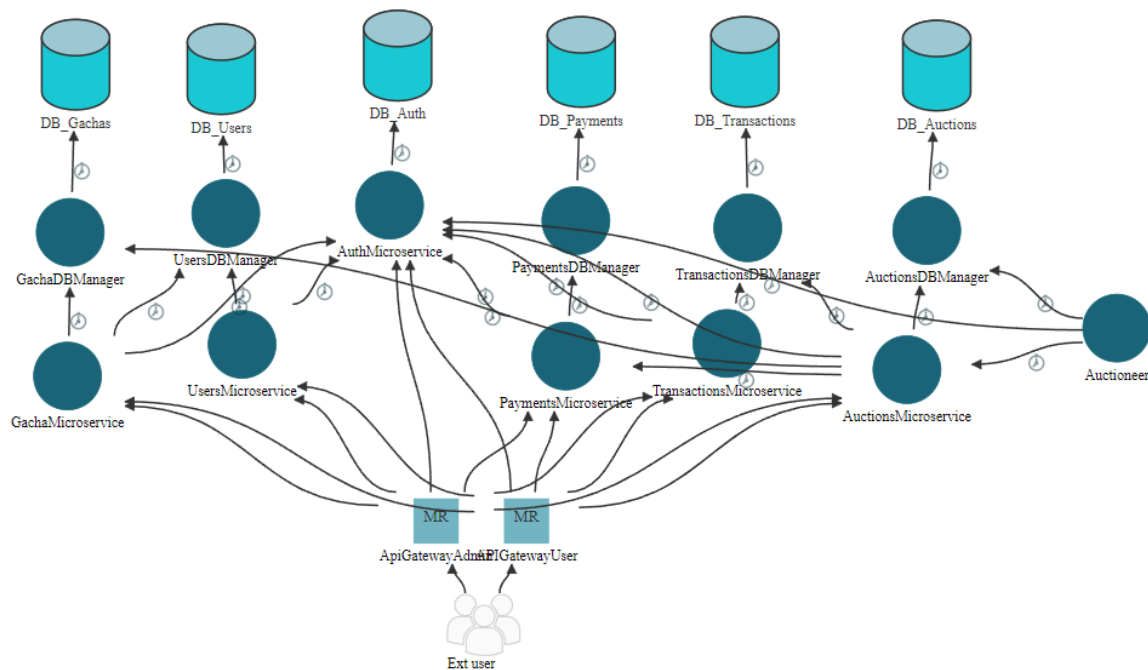 DB_Gachas
DB_Users
DB_Auth
DB_Payments
DB_Transactions
DB_Auctions
GachaDBManager
UsersDBManager
AuthMicroservice
PaymentsDBManager
TransactionsDBManager
AuctionsDBManager
GachaMicroservice
UsersMicroservice
PaymentsMicroservice
TransactionsMicroservice
AuctionsMicroservice
Auctioneer
MR
MR
ApiGatewayAdmin
APIGatewayUser
Ext user